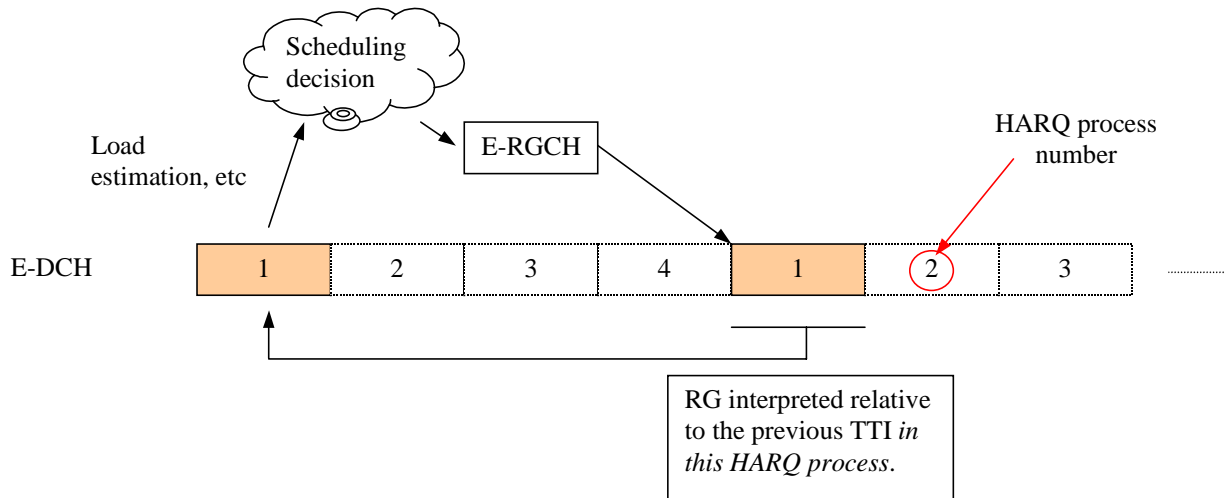 Scheduling
decision
Load
estimation, etc
E-RGCH
HARQ process
number
E-DCH
1
2
3
4
1
2
3
RG interpreted relative
to the previous TTI in
this HARQ process.